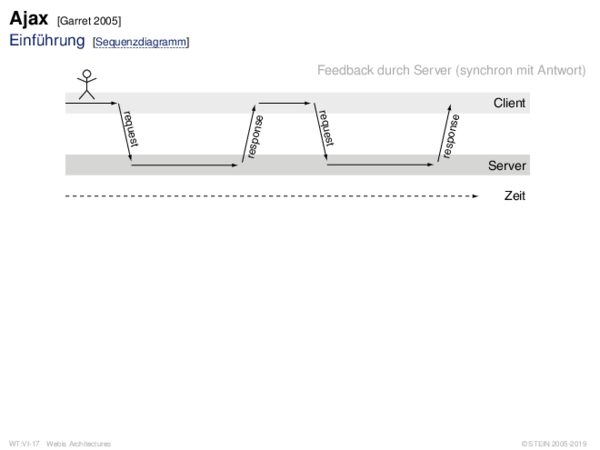 Ajax [Garret 2005]
Einführung [Sequenzdiagramm]
Feedback durch Server (synchron mit Antwort)
Client
request
response
request
response
Server
Zeit
WT:VI-17 Webis Architectures
© STEIN 2005-2019